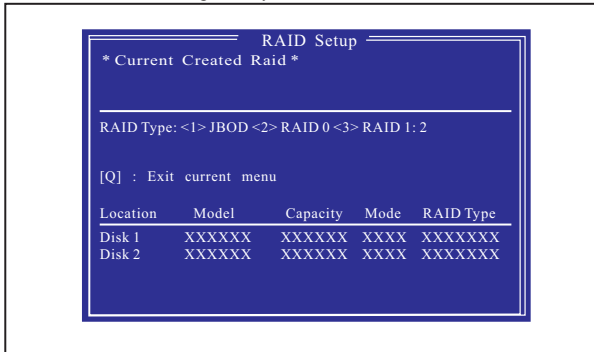 RAID Setup
* Current Created Raid *
RAID Type: <1> JBOD <2> RAID 0 <3> RAID 1: 2
[Q] : Exit current menu
Location Model Capacity Mode RAID Type
Disk 1 XXXXXX XXXXXX XXXX XXXXXXX
Disk 2 XXXXXX XXXXXX XXXX XXXXXXX